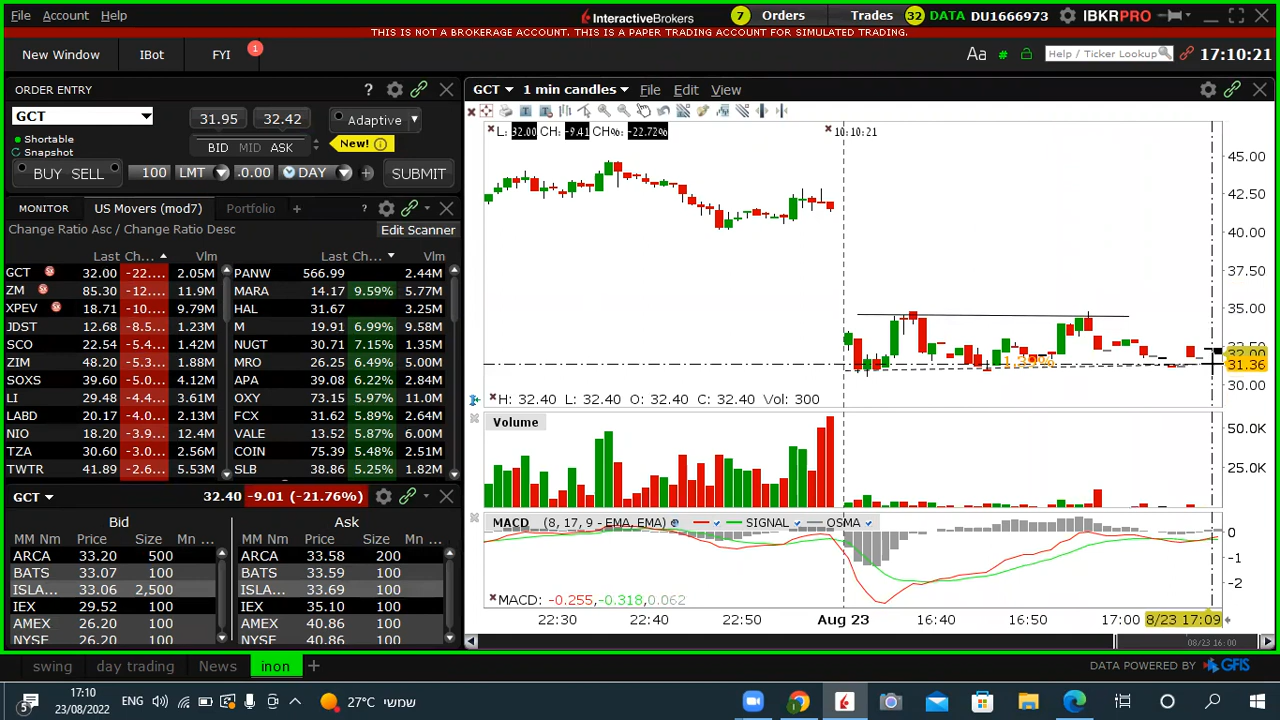 File Account Help InteractiveBrokers 7 Orders Trades 32 DATA DU1666973 IBKRPRO
THIS IS NOT A BROKERAGE ACCOUNT. THIS IS A PAPER TRADING ACCOUNT FOR SIMULATED TRADING.
New Window IBot FYI 1 Aa # Help / Ticker Lookup 17:10:21
ORDER ENTRY ?
GCT 31.95 32.42 Adaptive
Shortable
Snapshot
BID MID ASK New!
BUY SELL 100 LMT -0.00 DAY + SUBMIT
MONITOR US Movers (mod7) Portfolio + ?
Change Ratio Asc / Change Ratio Desc Edit Scanner
Last Ch... Vlm Last Ch... Vlm
GCT 32.00 -22.... 2.05M PANW 566.99 2.44M
ZM 85.30 -12... 11.9M MARA 14.17 9.59% 5.77M
XPEV 18.71 -10... 9.79M HAL 31.67 3.25M
JDST 12.68 -8.5... M 19.91 6.99% 9.58M
SCO 22.54 -5.4... 1.42M NUGT 20.71 1.35M
ZIM 48.20 -5.3... 1.88M MRO 25 6.49% 4.64M
SOXS 39.60 -5.0... 4.12M APA 39.08 6.22% 2.84M
LI 29.48 -4.4... 3.61M OXY 73.15 5.97% 11.0M
LABD 20.17 -4.0... 2.13M FCX 31.62 5.89% 2.84M
NIO 18.20 -3.9... 12.4M VALE 13.52 5.87% 6.00M
TZA 38.60 -3.0... 2.56M COIN 75.39 5.48% 2.51M
TWTR 41.89 -2.6... 5.53M SLB 38.86 5.25% 1.82M
GCT 32.40 -9.01 (-21.76%)
Bid Ask
MN... Price Size Mn ... MN... Price Size ...
ARCA 33.05 500 ARCA 33.58 200
BATS 33.07 100 BATS 33.59 100
ISLA... 33.06 2,500 ISLA... 33.69 100
IEX 29.52 100 IEX 35.10 100
AMEX 26.20 100 AMEX 40.86 100
NYSE 26.20 100 NYSE 40.86 100
GCT 1 min candles File Edit View
L: 32.00 CH: -9.41 CH%: -22.72% 10:10:21
45.00
42.50
40.00
37.50
35.00
32.00
31.36
30.00
H: 32.40 L: 32.40 O: 32.40 C: 32.40 Vol: 300
Volume
50.0K
25.0K
MACD (8, 17, 9 - EMA, EMA) SIGNAL OSMA
0
-1
-2
MACD: -0.255,-0.318,0.062
22:30 22:40 22:50 Aug 23 16:40 16:50 17:00 8/23 17:09
08/23 16:00
swing day trading News inon + DATA POWERED BY GFIS
17:10
23/08/2022
5 ENG 27°C שמשי